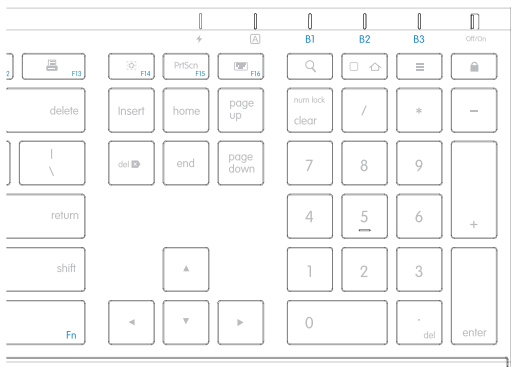 A B1 B2 B3 Off/On
2 F13 F14 PrtScn F15 F16
delete Insert home page up num lock clear / * −
| \ del end page down 7 8 9
return 4 5 6 +
shift 1 2 3
Fn 0 . del enter